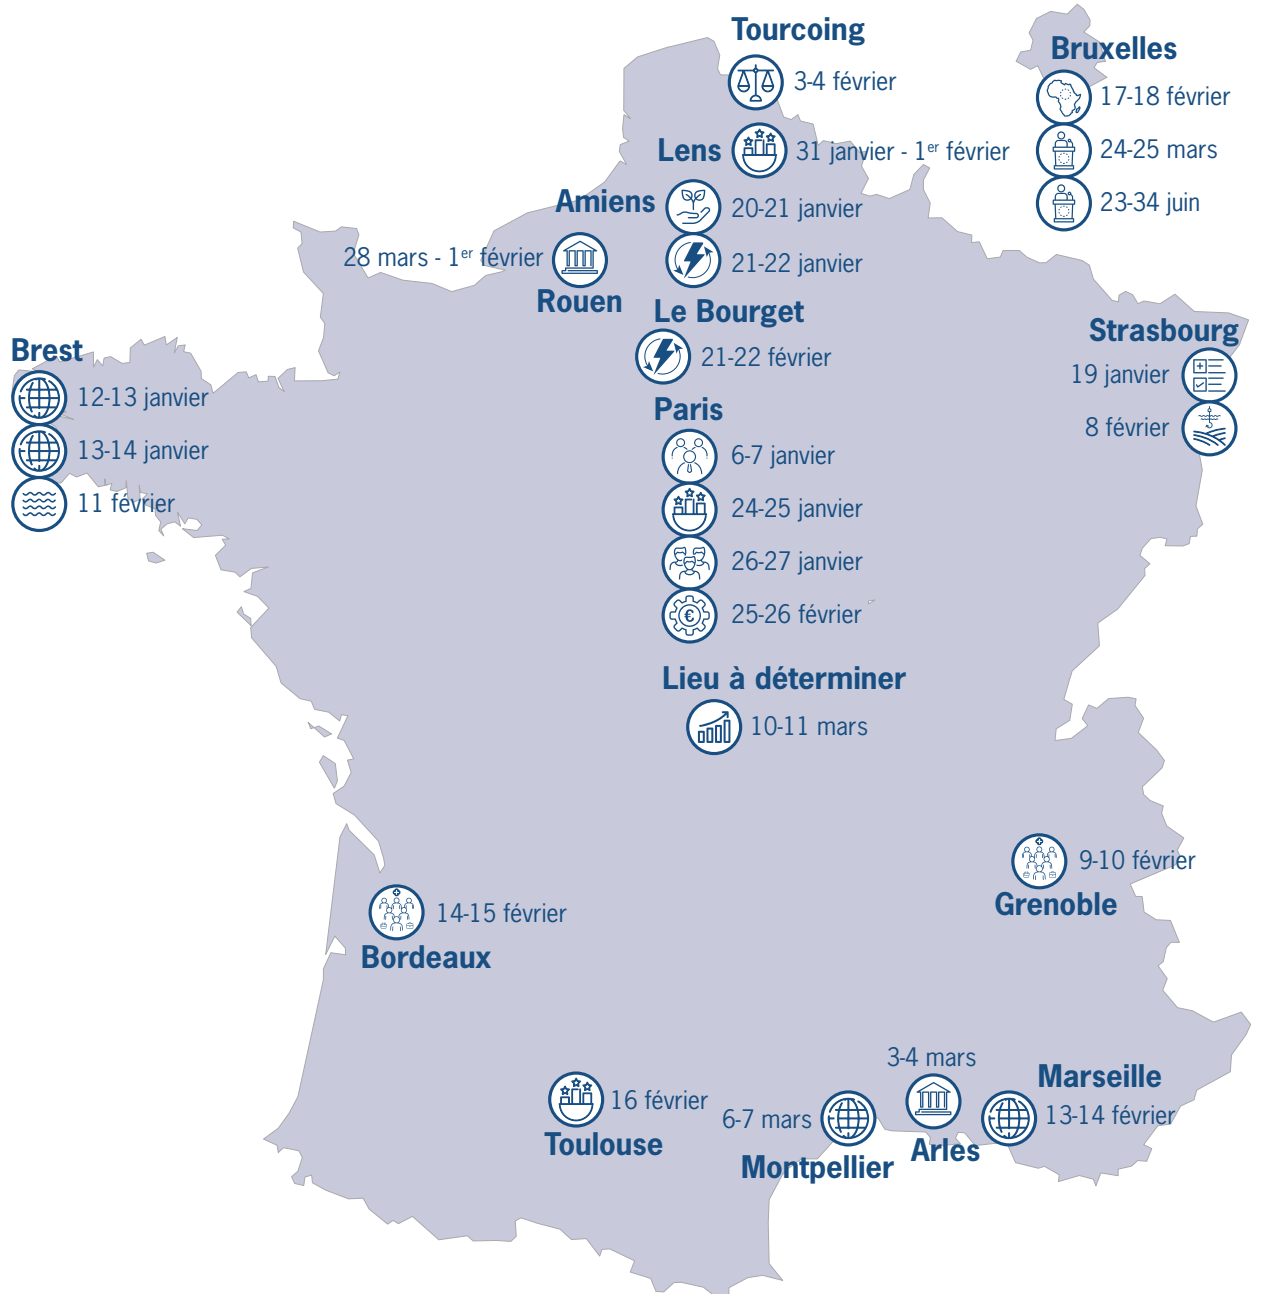 Tourcoing
3-4 février
Bruxelles
17-18 février
24-25 mars
23-34 juin
Lens
31 janvier - 1er février
Amiens
20-21 janvier
21-22 janvier
28 mars - 1er février
Rouen
Le Bourget
21-22 février
Strasbourg
19 janvier
8 février
Brest
12-13 janvier
13-14 janvier
11 février
Paris
6-7 janvier
24-25 janvier
26-27 janvier
25-26 février
€
Lieu à déterminer
10-11 mars
9-10 février
Grenoble
14-15 février
Bordeaux
16 février
Toulouse
6-7 mars
Montpellier
3-4 mars
Arles
Marseille
13-14 février